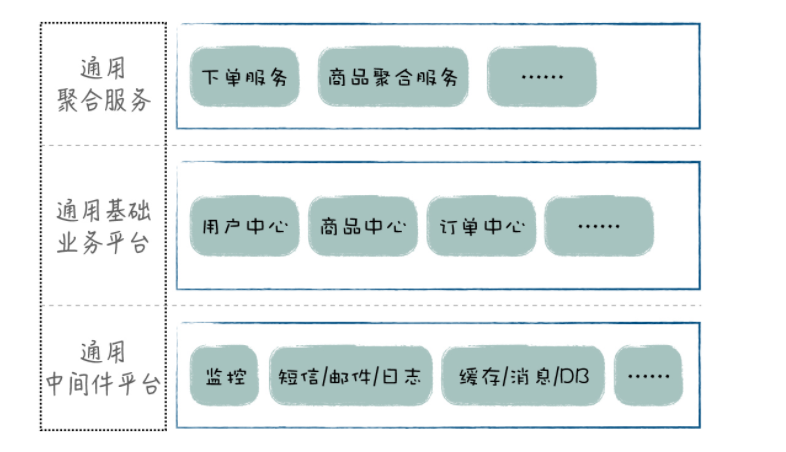 通用
聚合服务
下单服务 商品聚合服务 ……
通用基础
业务平台
用户中心 商品中心 订单中心 ……
通用
中间件平台
监控 短信/邮件/日志 缓存/消息/DB ……